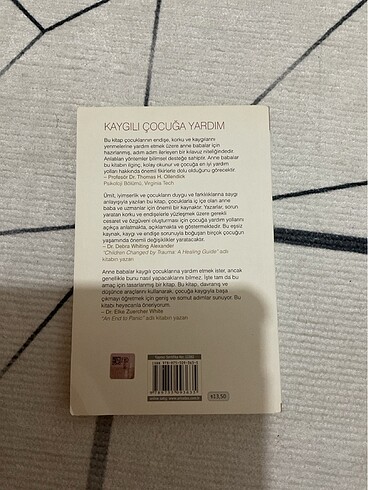 KAYGILI ÇOCUĞA YARDIM
Bu kitap çocuklarının endişe, korku ve kaygılarını
yenmelerine yardım etmek üzere anne babalar için
hazırlanmış, adım adım ilerleyen bir kılavuz niteliğindedir.
Anlatılan yöntemler bilimsel desteğe sahiptir. Anne babalar
bu kitabın ilginç, kolay okunur ve çocuğa en iyi yardım
yolları hakkında önemli fikirlerle dolu olduğunu görecektir.
– Profesör Dr. Thomas H. Ollendick
Psikoloji Bölümü, Virginia Tech
Ümit, iyimserlik ve çocukların duygu ve farklılıklarına saygı
anlayışıyla yazılan bu kitap, çocuklarla iç içe olan anne
baba ve uzmanlar için önemli bir kaynaktır. Yazarlar, sorun
yaratan korku ve endişelerle yüzleşmek üzere gerekli
cesaret ve özgüveni oluşturması için çocuğa yardım yollarını
açıkça anlatmakta, açıklamakta ve göstermektedir. Bu eşsiz
kaynak, kaygı ve endişe sorunuyla boğuşan birçok çocuğun
yaşamında önemli değişiklikler yaratacaktır.
– Dr. Debra Whiting Alexander
"Children Changed by Trauma: A Healing Guide" adlı
kitabın yazarı
Anne babalar kaygılı çocuklarına yardım etmek ister, ancak
genellikle bunu nasıl yapacaklarını bilmez. İşte tam da bu
amaç için tasarlanmış bir kitap. Bu kitap, davranış ve
düşünce araçlarını kullanarak, çocuğun kaygıyla başa
çıkmayı öğretmek için geniş ve somut adımlar sunuyor. Bu
kitabı heyecanla öneriyorum.
– Dr. Elke Zuercher White
"An End to Panic" adlı kitabın yazarı